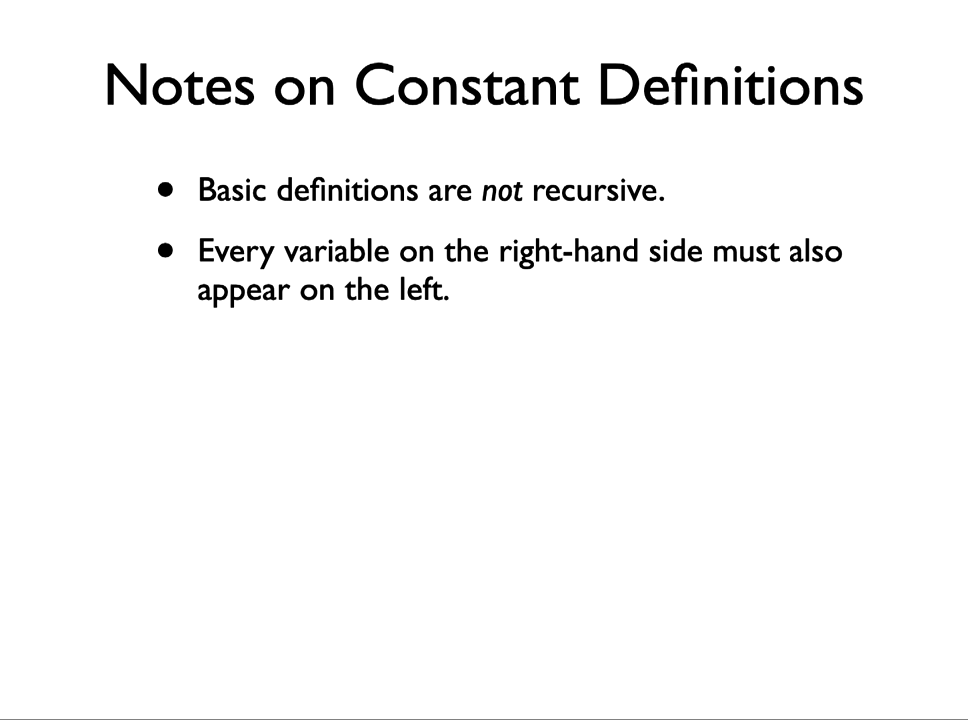 Notes on Constant Definitions
• Basic definitions are not recursive.
• Every variable on the right-hand side must also
appear on the left.